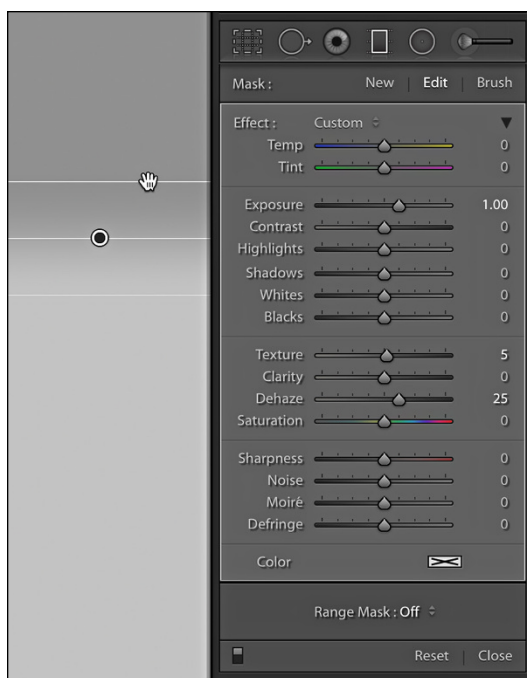 Mask : New | Edit | Brush
Effect : Custom
Temp 0
Tint 0
Exposure 1.00
Contrast 0
Highlights 0
Shadows 0
Whites 0
Blacks 0
Texture 5
Clarity 0
Dehaze 25
Saturation 0
Sharpness 0
Noise 0
Moiré 0
Defringe 0
Color
Range Mask : Off
Reset | Close